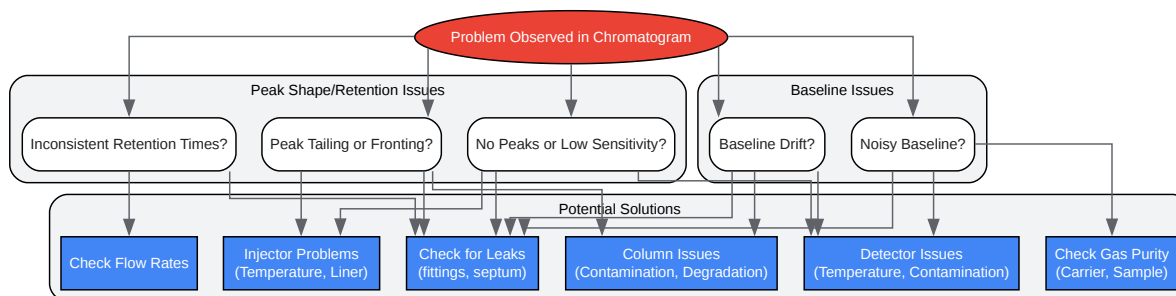 Problem Observed in Chromatogram
Peak Shape/Retention Issues
Baseline Issues
Inconsistent Retention Times?
Peak Tailing or Fronting?
No Peaks or Low Sensitivity?
Baseline Drift?
Noisy Baseline?
Potential Solutions
Check Flow Rates
Injector Problems
(Temperature, Liner)
Check for Leaks
(fittings, septum)
Column Issues
(Contamination, Degradation)
Detector Issues
(Temperature, Contamination)
Check Gas Purity
(Carrier, Sample)